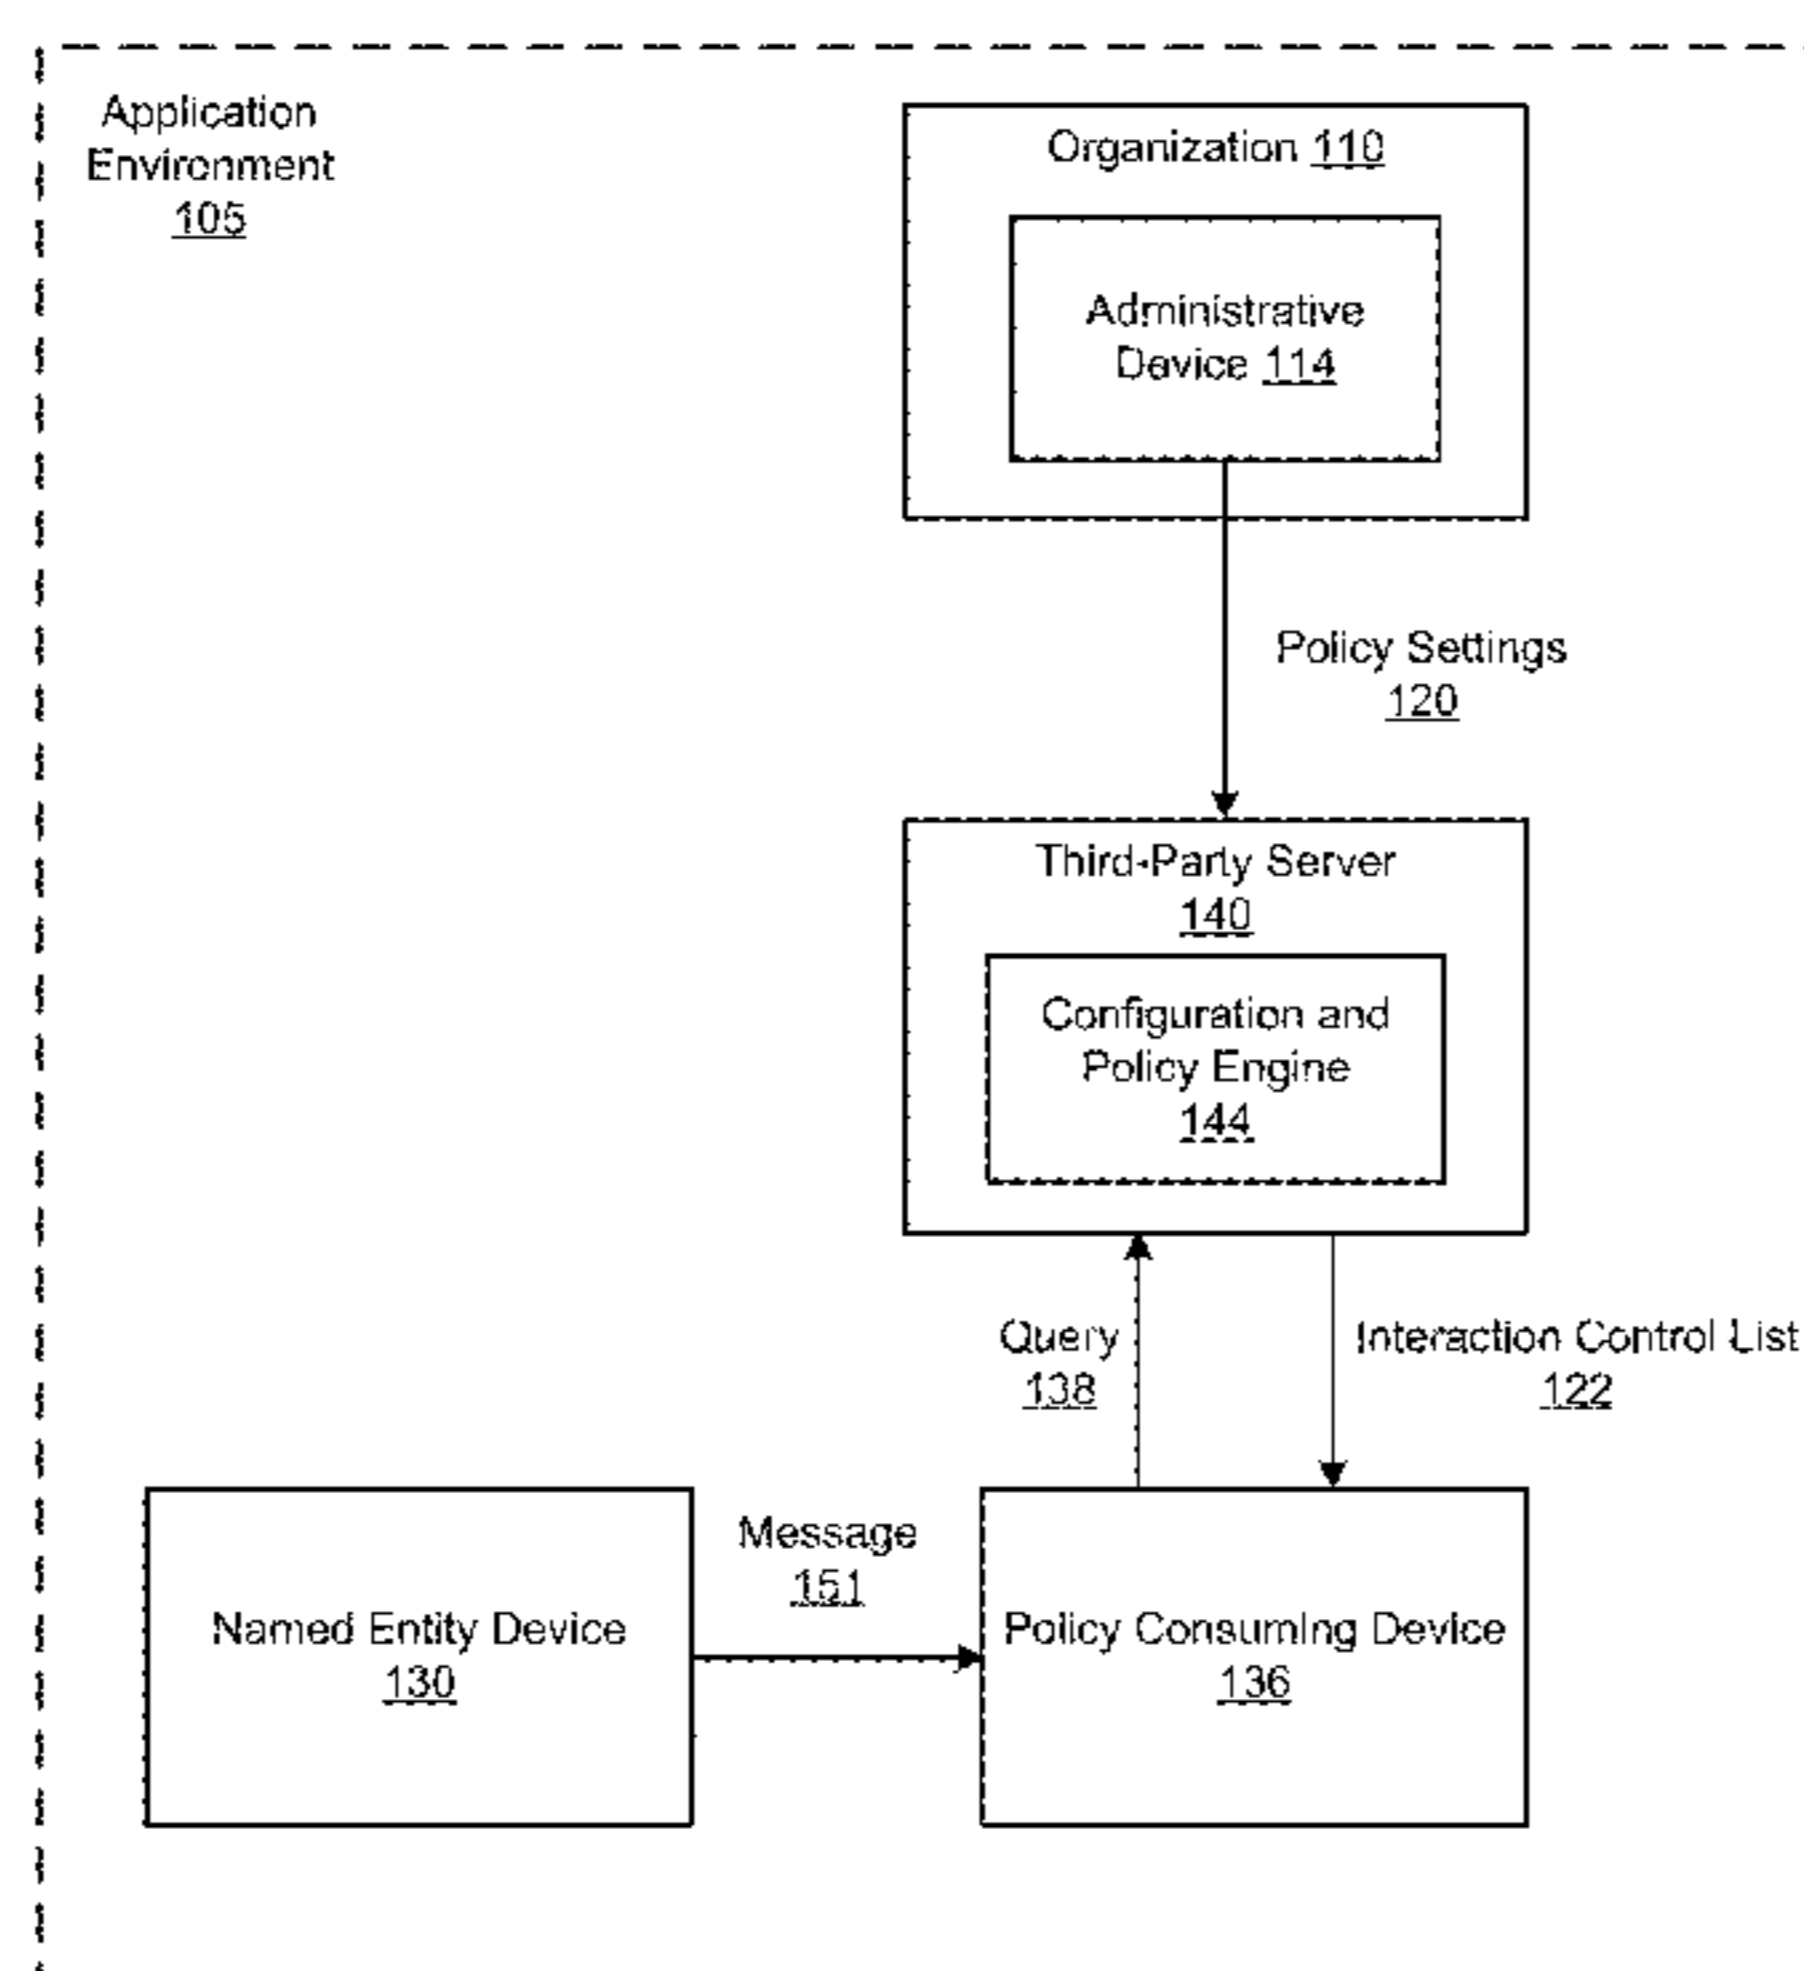 Application
Environment
105
Organization 110
Administrative
Device 114
Policy Settings
120
Third-Party Server
140
Configuration and
Policy Engine
144
Query
138
Interaction Control List
122
Message
151
Named Entity Device
130
Policy Consuming Device
136